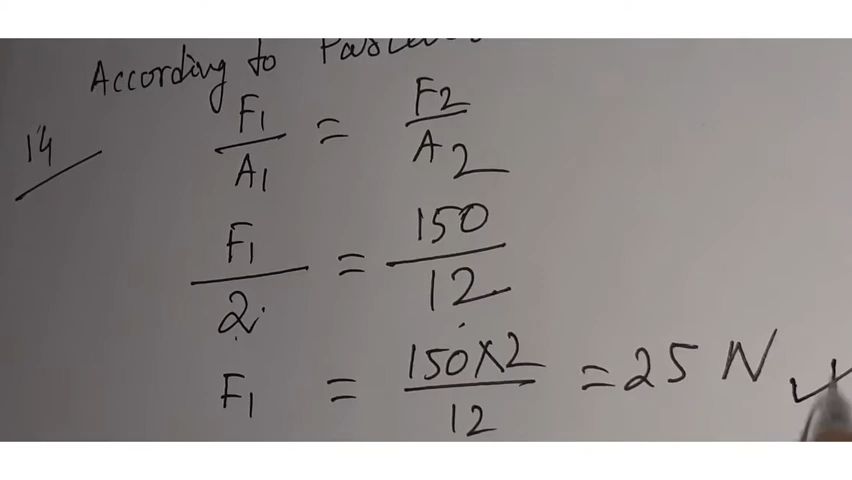 According to
14
F1/A1 = F2/A2
F1/2 = 150/12
F1 = 150×2/12 = 25 N ✓